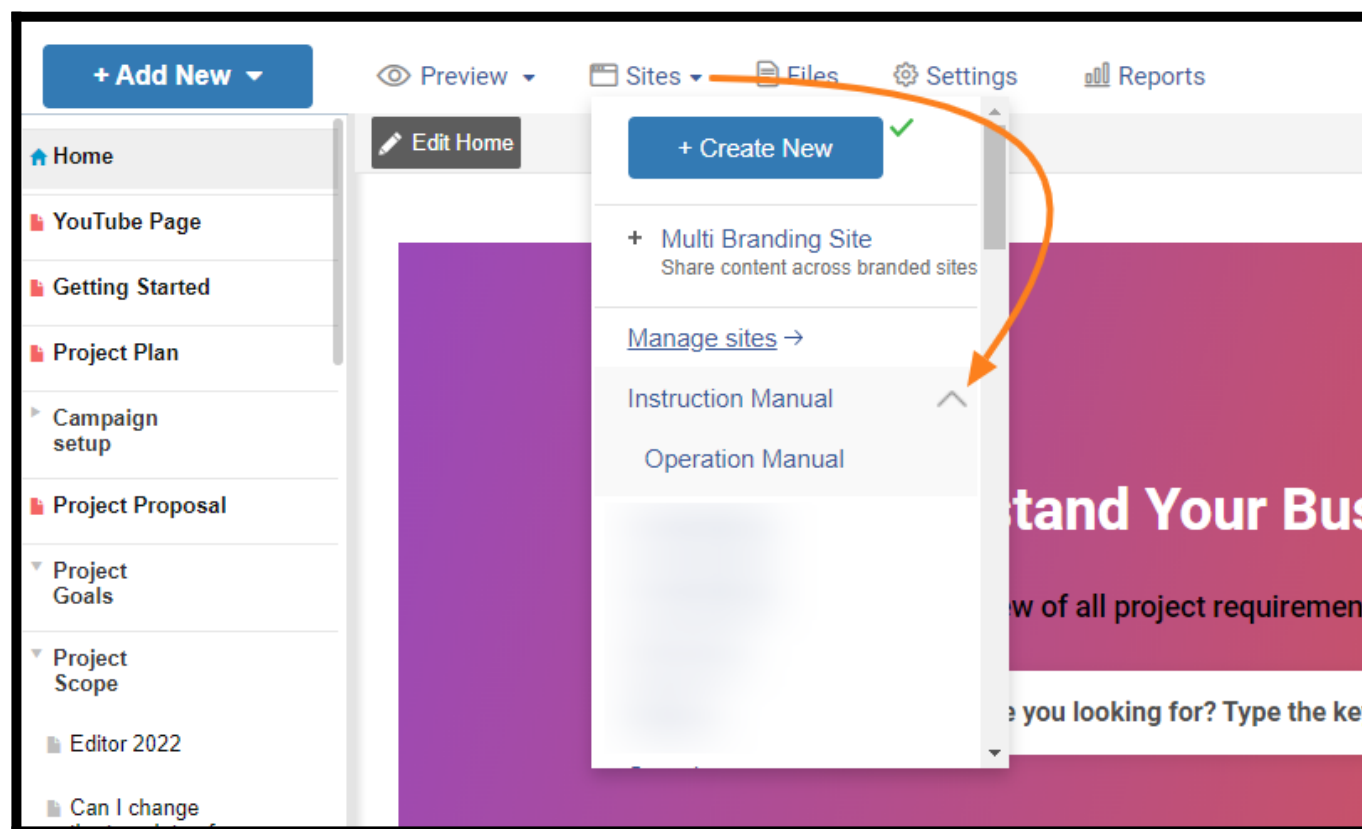 + Add New
Preview
Sites
Files
Settings
Reports
Home
YouTube Page
Getting Started
Project Plan
Campaign
setup
Project Proposal
Project
Goals
Project
Scope
Editor 2022
Can I change
Edit Home
+ Create New
+ Multi Branding Site
Share content across branded sites
Manage sites →
Instruction Manual
Operation Manual
tand Your Bus
w of all project requiremen
e you looking for? Type the ke